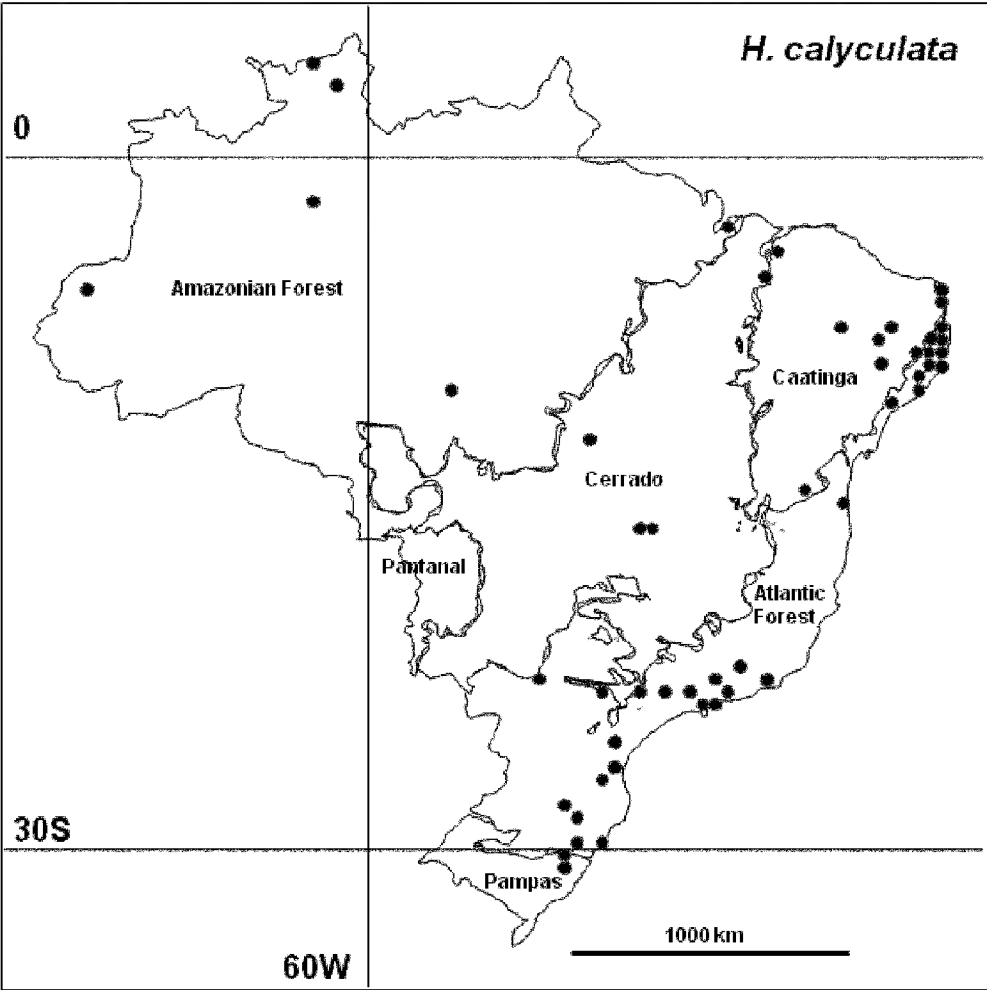 H. calyculata
0
Amazonian Forest
Caatinga
Cerrado
Pantanal
Atlantic
Forest
30S
Pampas
1000 km
60W